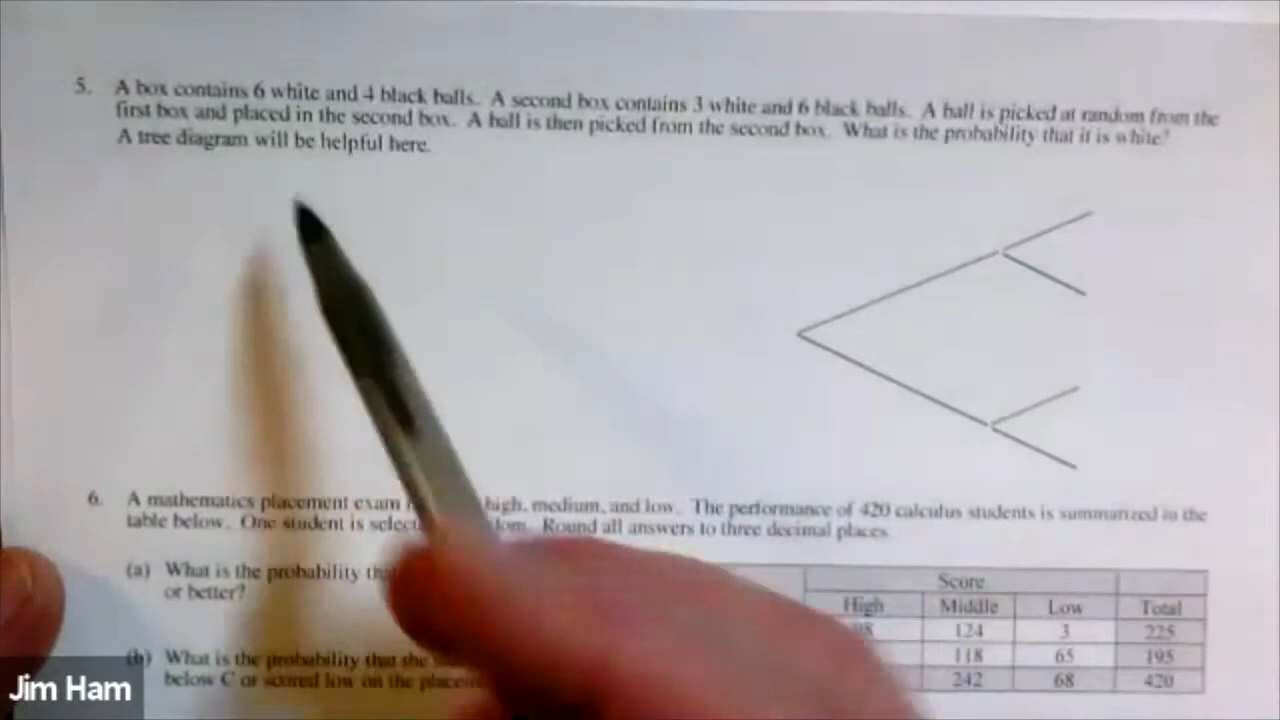 5. A box contains 6 white and 4 black balls. A second box contains 3 white and 6 black balls. A ball is picked at random from the
first box and placed in the second box. A ball is then picked from the second box. What is the probability that it is white?
A tree diagram will be helpful here.
6. A mathematics placement exam high, medium, and low. The performance of 420 calculus students is summarized in the
table below. One student is Round all answers to three decimal places.
(a) What is the probability
or better?
Score
High Middle Low Total
124 3 225
118 65 195
242 68 420
(b) What is the probability that the
below C or scored low on the
Jim Ham